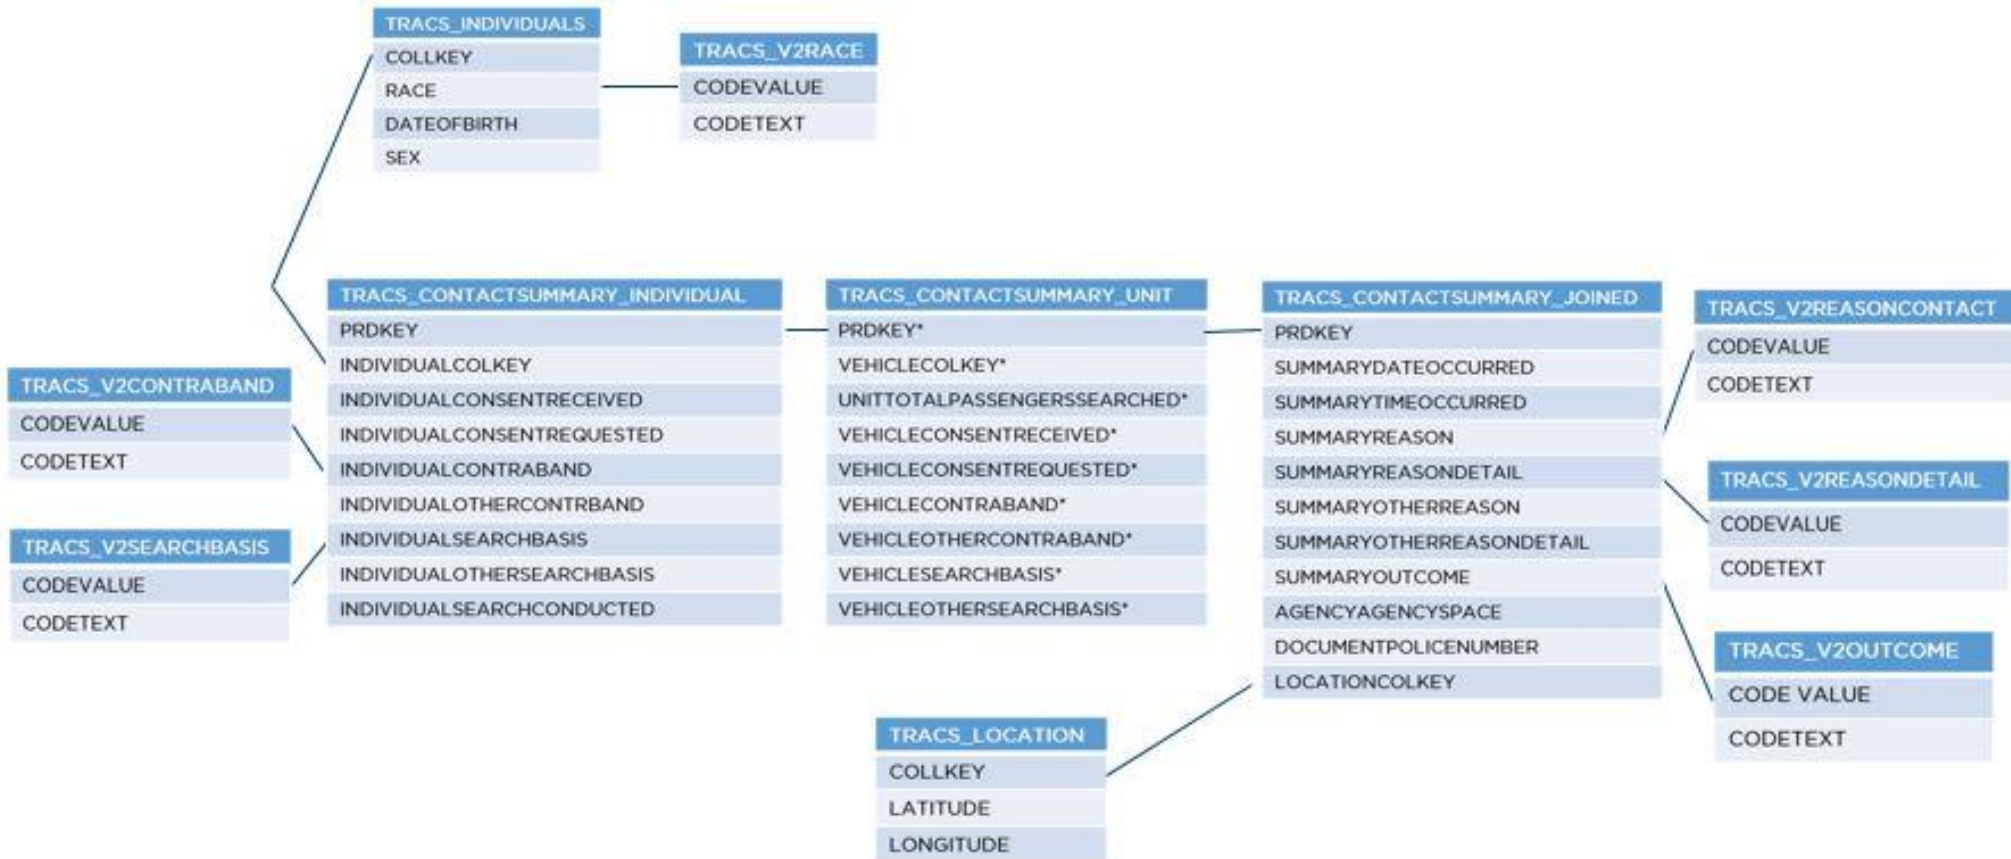 TRACS_INDIVIDUALS
COLLKEY
RACE
DATEOFBIRTH
SEX
TRACS_V2RACE
CODEVALUE
CODETEXT
TRACS_V2CONTRABAND
CODEVALUE
CODETEXT
TRACS_V2SEARCHBASIS
CODEVALUE
CODETEXT
TRACS_CONTACTSUMMARY_INDIVIDUAL
PRDKEY
INDIVIDUALCOLKEY
INDIVIDUALCONSENTRECEIVED
INDIVIDUALCONSENTREQUESTED
INDIVIDUALCONTRABAND
INDIVIDUALOTHERCONTRBAND
INDIVIDUALSEARCHBASIS
INDIVIDUALOTHERSEARCHBASIS
INDIVIDUALSEARCHCONDUCTED
TRACS_CONTACTSUMMARY_UNIT
PRDKEY*
VEHICLECOLKEY*
UNITTOTALPASSENGERSSEARCHED*
VEHICLECONSENTRECEIVED*
VEHICLECONSENTREQUESTED*
VEHICLECONTRABAND*
VEHICLEOTHERCONTRABAND*
VEHICLESEARCHBASIS*
VEHICLEOTHERSEARCHBASIS*
TRACS_CONTACTSUMMARY_JOINED
PRDKEY
SUMMARYDATEOCCURRED
SUMMARYTIMEOCCURRED
SUMMARYREASON
SUMMARYREASONDETAIL
SUMMARYOTHERREASON
SUMMARYOTHERREASONDETAIL
SUMMARYOUTCOME
AGENCYAGENCYSPACE
DOCUMENTPOLICENUMBER
LOCATIONCOLKEY
TRACS_V2REASONCONTACT
CODEVALUE
CODETEXT
TRACS_V2REASONDETAIL
CODEVALUE
CODETEXT
TRACS_V2OUTCOME
CODE VALUE
CODETEXT
TRACS_LOCATION
COLLKEY
LATITUDE
LONGITUDE